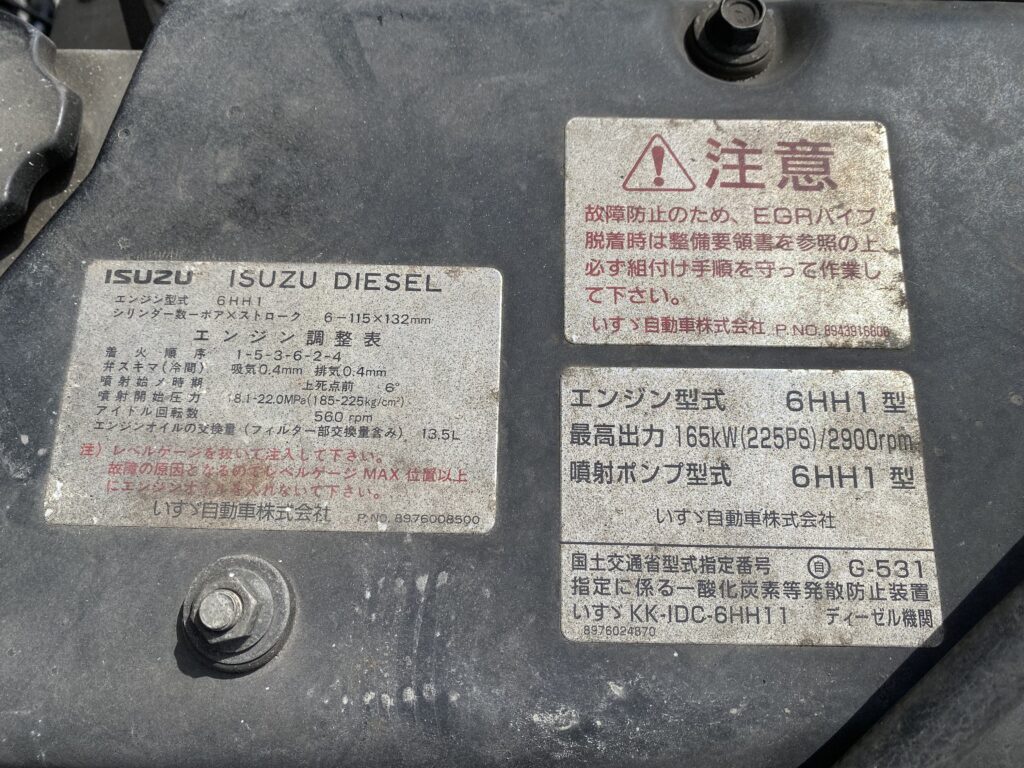 ISUZU ISUZU DIESEL
エンジン型式 6HH1
シリンダー数ーボア×ストローク 6-115×132mm
エンジン調整表
着火順序 1-5-3-6-2-4
弁スキマ(冷間) 吸気0.4mm 排気0.4mm
噴射始メ時期 上死点前 6°
噴射開始圧力 18.1-22.0MPa(185-225kg/cm²)
アイドル回転数 560 rpm
エンジンオイルの交換量(フィルター部交換量含み) 13.5L
注)レベルゲージを抜いて注入して下さい。
故障の原因となるのでレベルゲージ MAX 位置以上
にエンジンオイルを入れないで下さい。
いすゞ自動車株式会社 P.NO. 8976008500
注意
故障防止のため、EGRパイプ
脱着時は整備要領書を参照の上、
必ず組付け手順を守って作業し
て下さい。
いすゞ自動車株式会社 P.NO. 8943916808
エンジン型式 6HH1 型
最高出力 165kW(225PS)/2900rpm
噴射ポンプ型式 6HH1 型
いすゞ自動車株式会社
国土交通省型式指定番号 自 G-531
指定に係る一酸化炭素等発散防止装置
いすゞ KK-IDC-6HH11 ディーゼル機関
8976024870